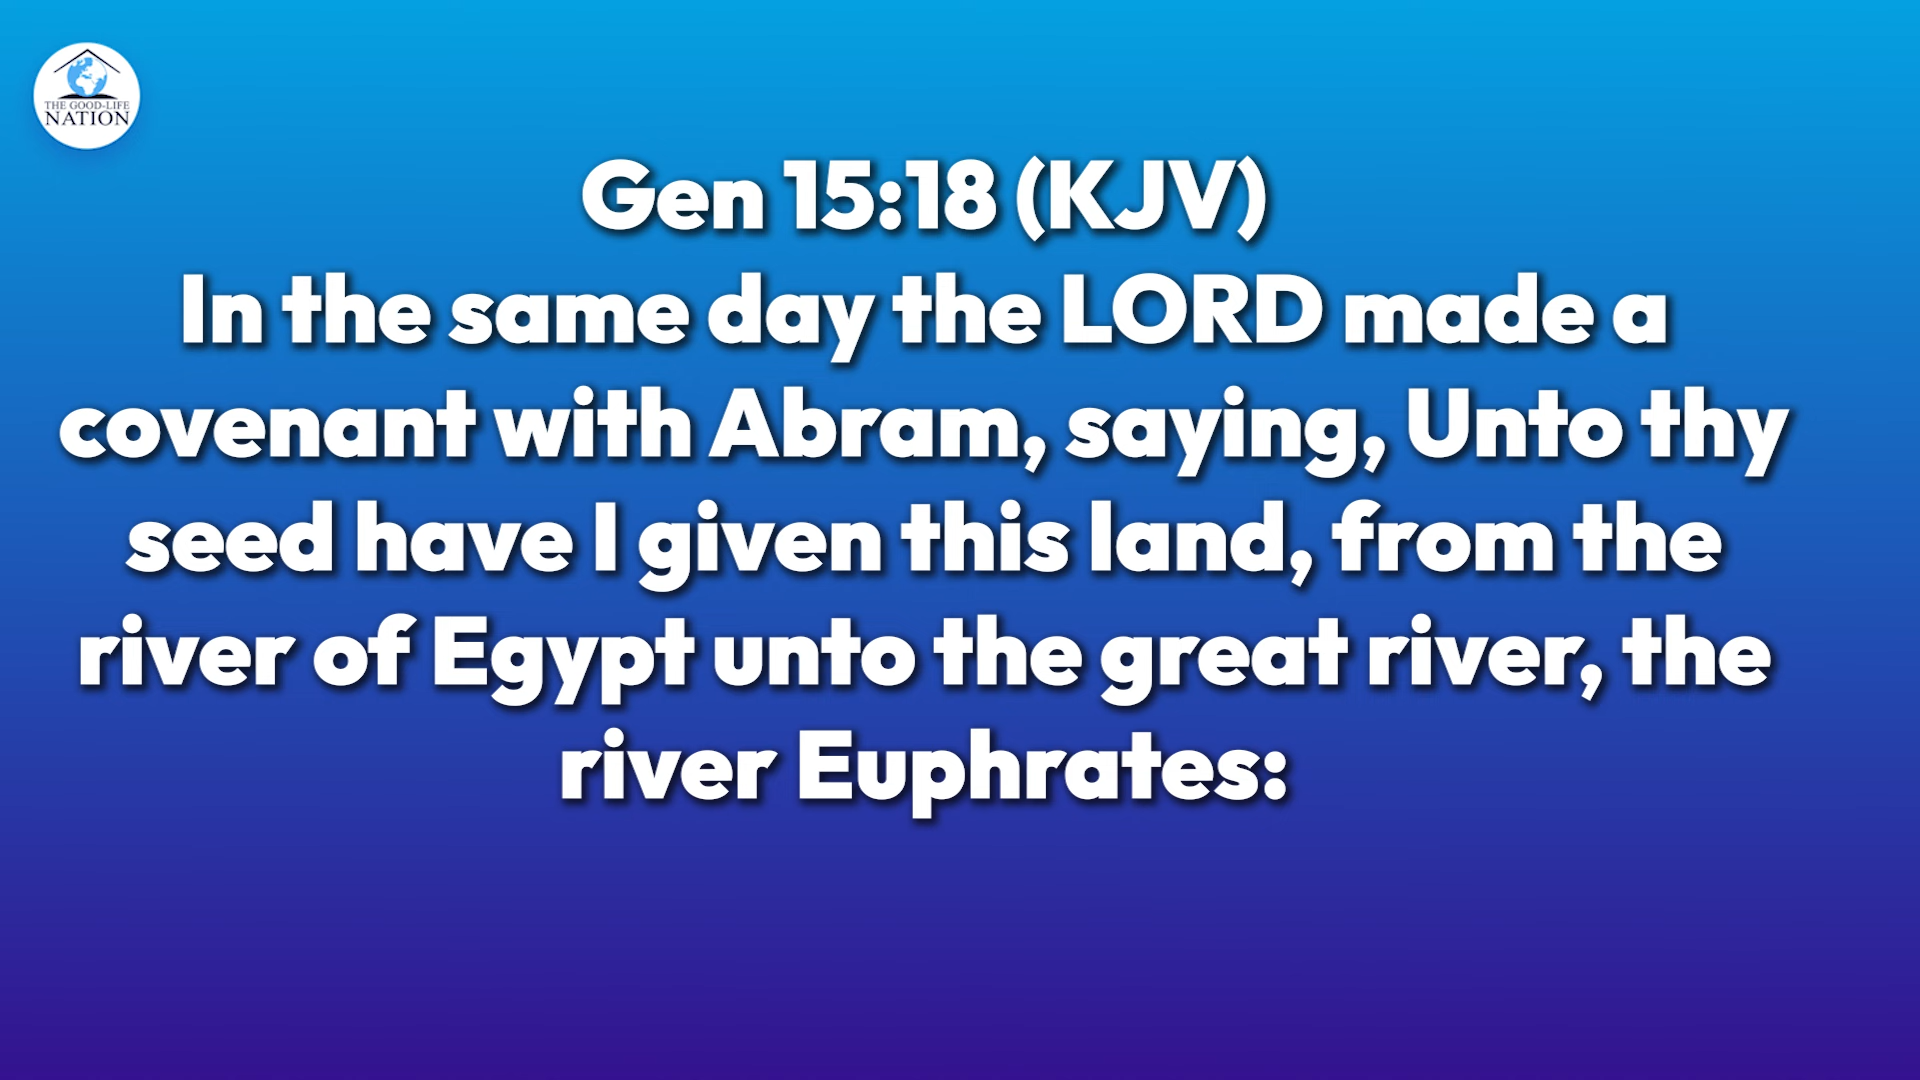 THE GOOD-LIFE
NATION
Gen 15:18 (KJV)
In the same day the LORD made a
covenant with Abram, saying, Unto thy
seed have I given this land, from the
river of Egypt unto the great river, the
river Euphrates: